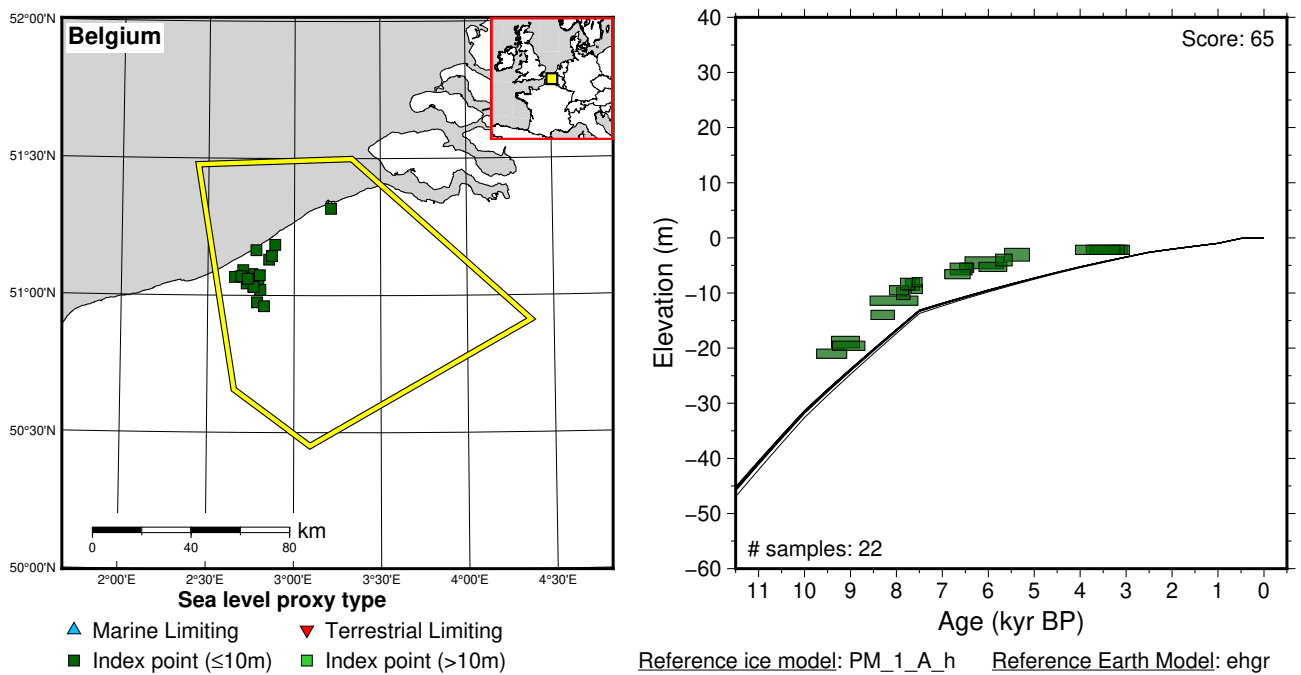 Belgium
52°00'N
51°30'N
51°00'N
50°30'N
50°00'N
km
0 40 80
2°00'E 2°30'E 3°00'E 3°30'E 4°00'E 4°30'E
Sea level proxy type
Marine Limiting
Terrestrial Limiting
Index point (≤10m)
Index point (>10m)
Score: 65
40
30
20
10
0
−10
−20
−30
−40
−50
−60
Elevation (m)
# samples: 22
11 10 9 8 7 6 5 4 3 2 1 0
Age (kyr BP)
Reference ice model: PM_1_A_h Reference Earth Model: ehgr